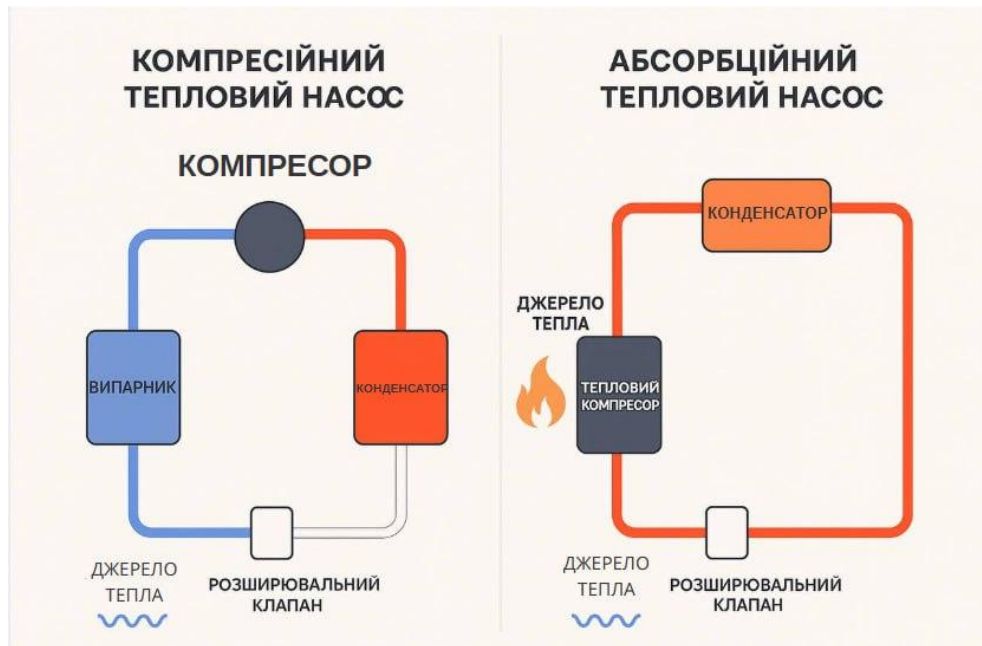 КОМПРЕСІЙНИЙ
ТЕПЛОВИЙ НАСОС
КОМПРЕСОР
ВИПАРНИК
КОНДЕНСАТОР
ДЖЕРЕЛО
ТЕПЛА
РОЗШИРЮВАЛЬНИЙ
КЛАПАН
АБСОРБЦІЙНИЙ
ТЕПЛОВИЙ НАСОС
КОНДЕНСАТОР
ДЖЕРЕЛО
ТЕПЛА
ТЕПЛОВИЙ
КОМПРЕСОР
ДЖЕРЕЛО
ТЕПЛА
РОЗШИРЮВАЛЬНИЙ
КЛАПАН